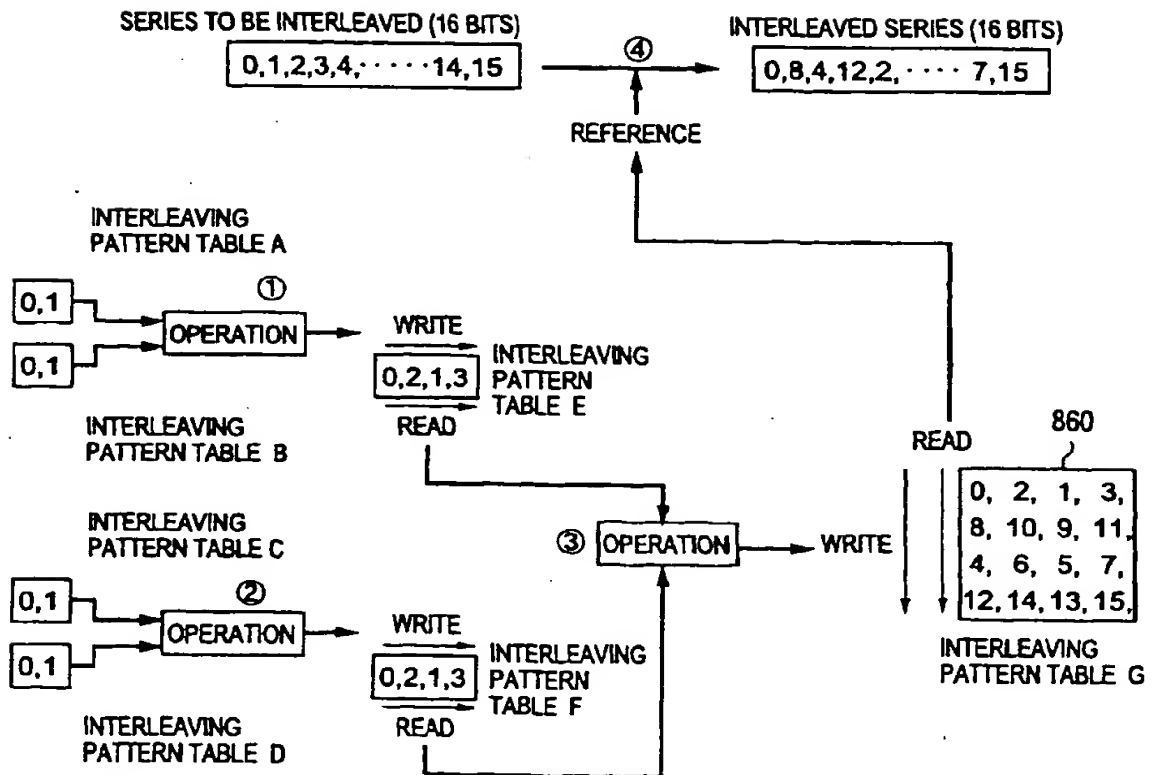 SERIES TO BE INTERLEAVED (16 BITS)
0,1,2,3,4,·····14,15
④
INTERLEAVED SERIES (16 BITS)
0,8,4,12,2,····7,15
REFERENCE
INTERLEAVING
PATTERN TABLE A
0,1
0,1
①
OPERATION
WRITE
0,2,1,3
READ
INTERLEAVING
PATTERN
TABLE E
INTERLEAVING
PATTERN TABLE B
INTERLEAVING
PATTERN TABLE C
0,1
0,1
②
OPERATION
WRITE
0,2,1,3
READ
INTERLEAVING
PATTERN
TABLE F
INTERLEAVING
PATTERN TABLE D
③
OPERATION
WRITE
READ
860
0, 2, 1, 3,
8, 10, 9, 11,
4, 6, 5, 7,
12, 14, 13, 15,
INTERLEAVING
PATTERN TABLE G